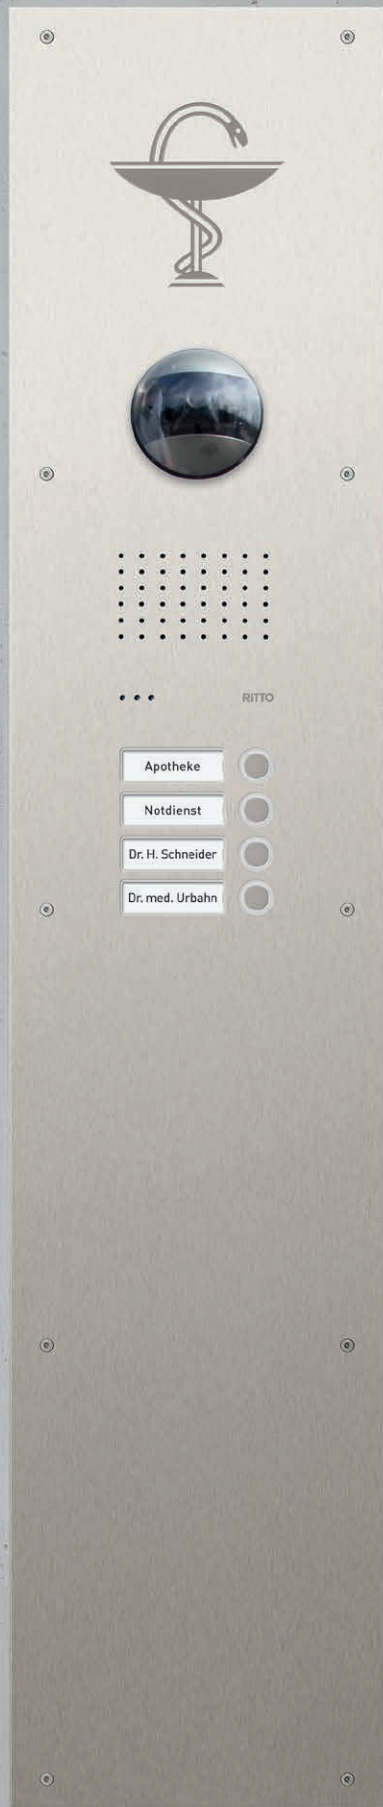 RITTO
Apotheke
Notdienst
Dr. H. Schneider
Dr. med. Urbahn